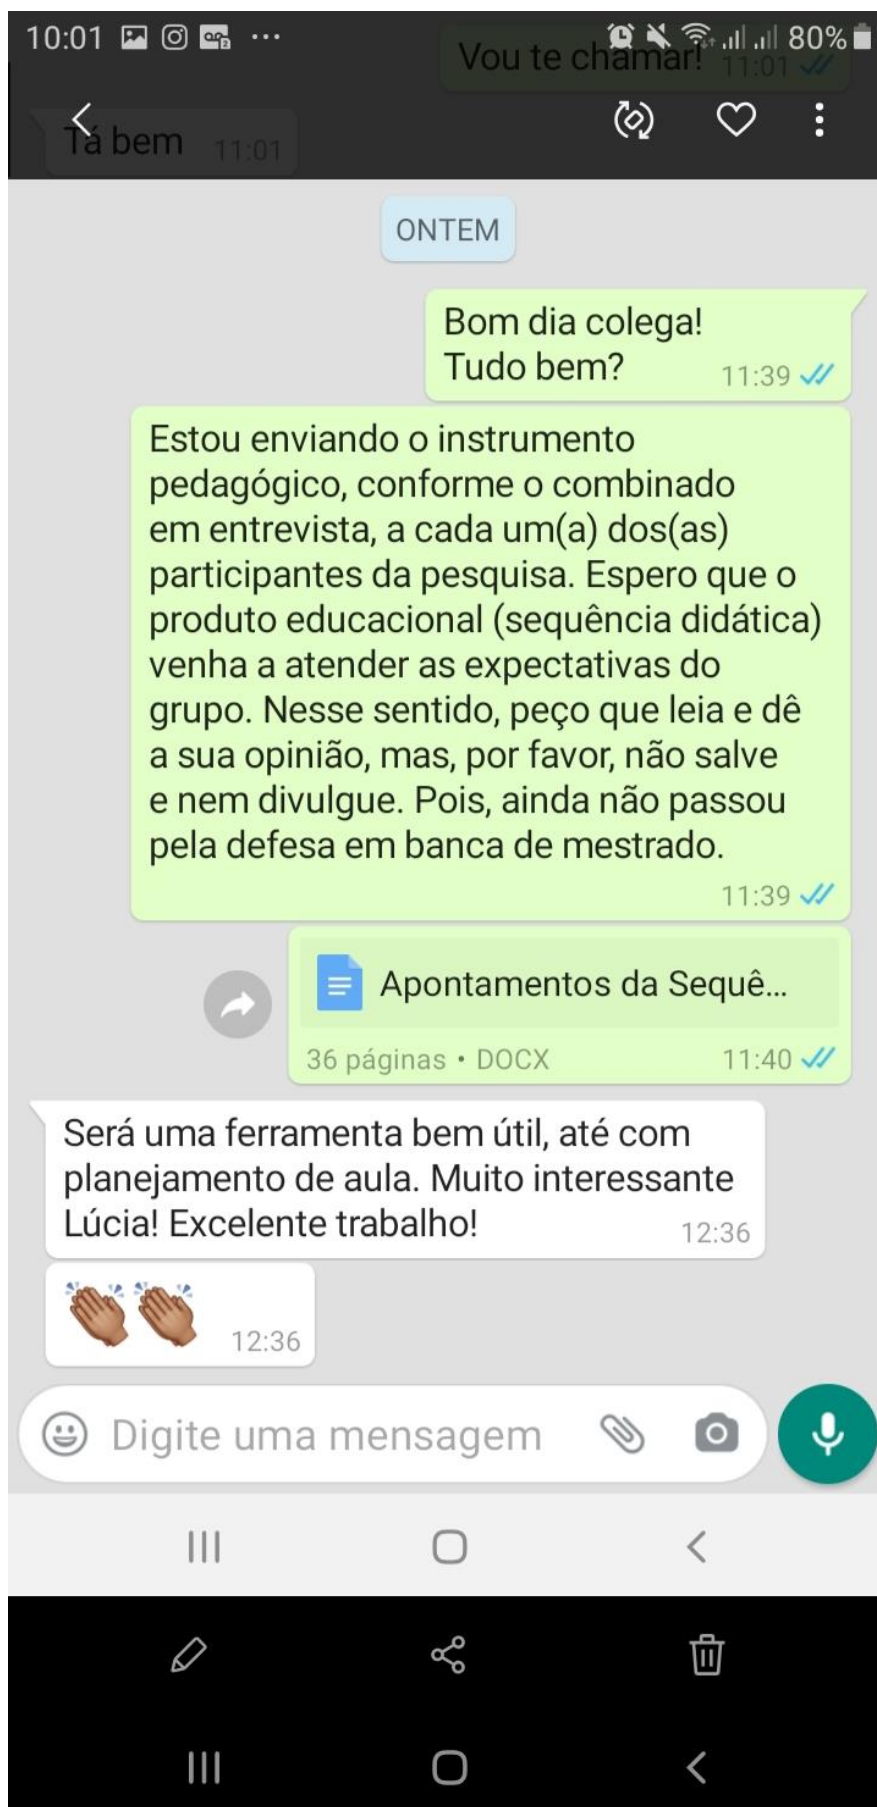 10:01 ... 80%
Vou te chamar! 11:01
Tá bem 11:01
ONTEM
Bom dia colega!
Tudo bem? 11:39
Estou enviando o instrumento
pedagógico, conforme o combinado
em entrevista, a cada um(a) dos(as)
participantes da pesquisa. Espero que o
produto educacional (sequência didática)
venha a atender as expectativas do
grupo. Nesse sentido, peço que leia e dê
a sua opinião, mas, por favor, não salve
e nem divulgue. Pois, ainda não passou
pela defesa em banca de mestrado.
11:39
Apontamentos da Sequê...
36 páginas • DOCX 11:40
Será uma ferramenta bem útil, até com
planejamento de aula. Muito interessante
Lúcia! Excelente trabalho! 12:36
12:36
Digite uma mensagem